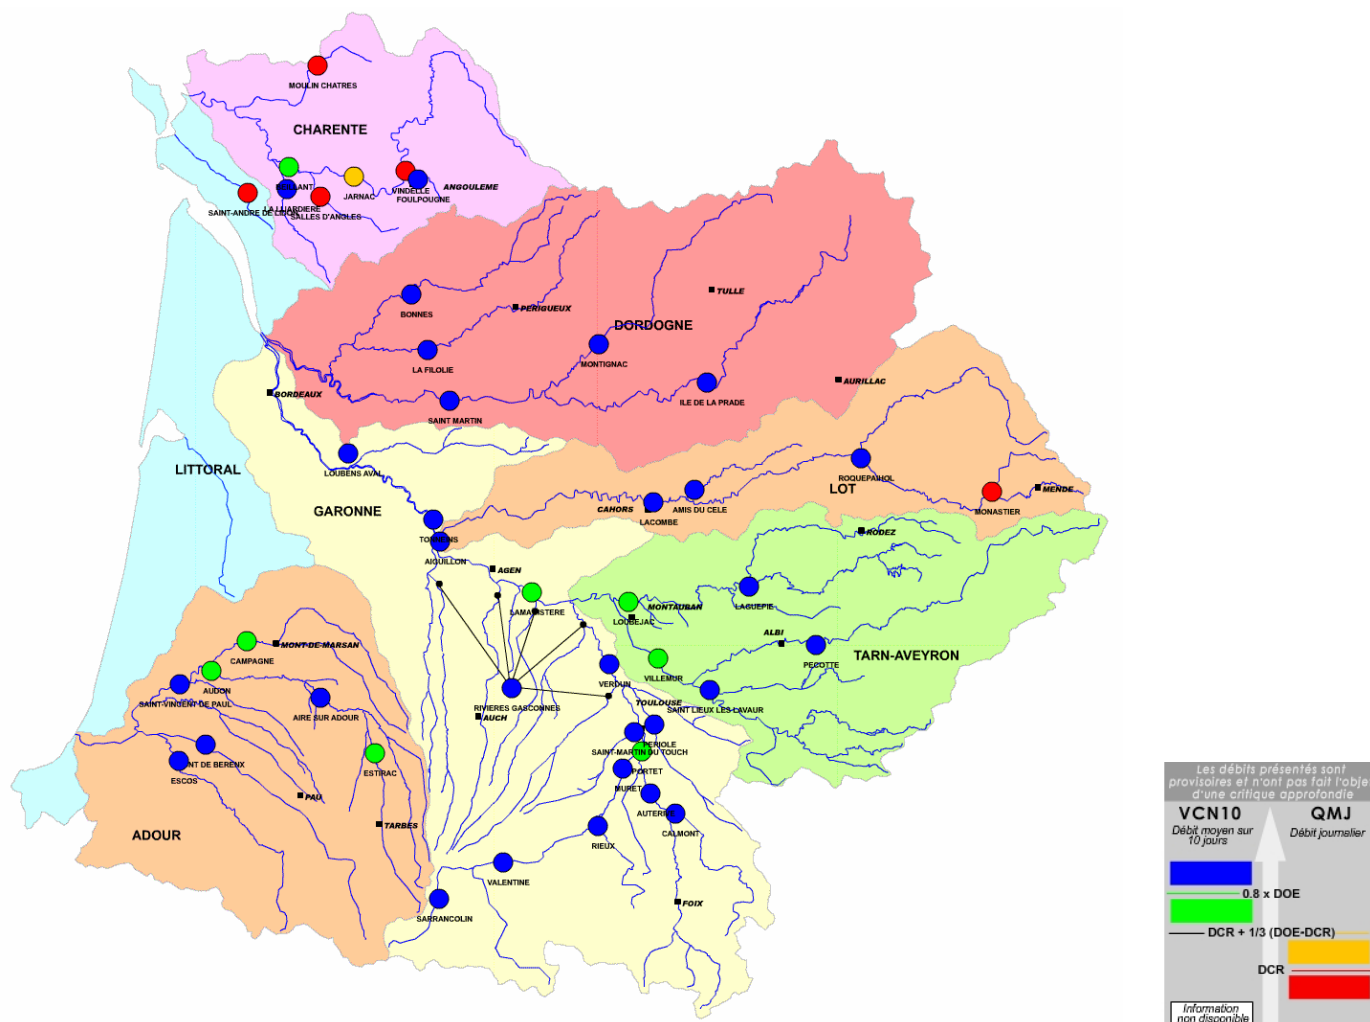 MOULIN CHATRES
CHARENTE
BEILLANT
JARNAC
VINDELLE
ANGOULEME
FOULPOUGNE
SALLES D'ANGLES
TULLE
PERIGUEUX
BONNES
DORDOGNE
MONTIGNAC
LA FILOLIE
AURILLAC
BORDEAUX
ILE DE LA PRADE
SAINT MARTIN
LITTORAL
LOUBENS AVAL
ROQUEPAILHOL
LOT
MENDE
GARONNE
CAHORS
AMIS DU CELE
LACOMBE
MONASTIER
TONNEINS
RODEZ
AIGUILLON
AGEN
LAMAGISTERE
LAGUEPIE
MONTAUBAN
LOUBEJAC
ALBI
MONT-DE-MARSAN
CAMPAGNE
PECOTTE
TARN-AVEYRON
VILLEMUR
AUDON
VERDUN
SAINT-VINCENT DE PAUL
AIRE SUR ADOUR
RIVIERES GASCONNES
TOULOUSE
SAINT LIEUX LES LAVAUR
AUCH
PERIOLE
SAINT-MARTIN DU TOUCH
NT DE BEREUX
ESTIRAC
PORTET
ESCOS
MURET
PAU
AUTERIVE
TARBES
CALMONT
ADOUR
RIEUX
VALENTINE
FOIX
SARRANCOLIN
Les débits présentés sont
provisoires et n'ont pas fait l'obje
d'une critique approfondie
VCN10 QMJ
Débit moyen sur
10 jours
Débit journalier
0.8 x DOE
DCR + 1/3 (DOE-DCR)
DCR
Information
non disponible